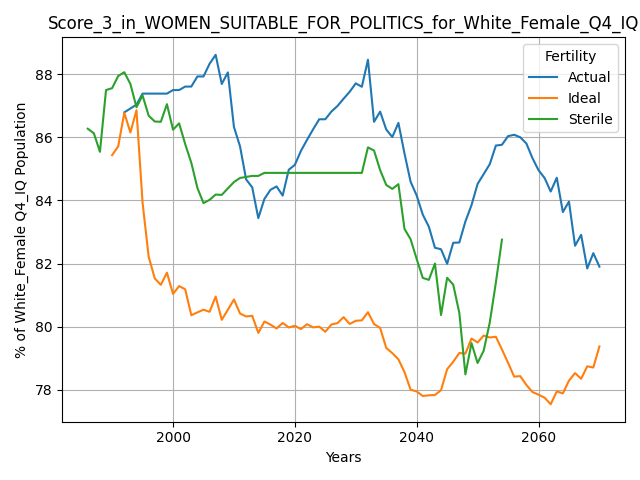 Score_3_in_WOMEN_SUITABLE_FOR_POLITICS_for_White_Female_Q4_IQ
% of White_Female Q4_IQ Population
88
86
84
82
80
78
Fertility
Actual
Ideal
Sterile
2000
2020
2040
2060
Years